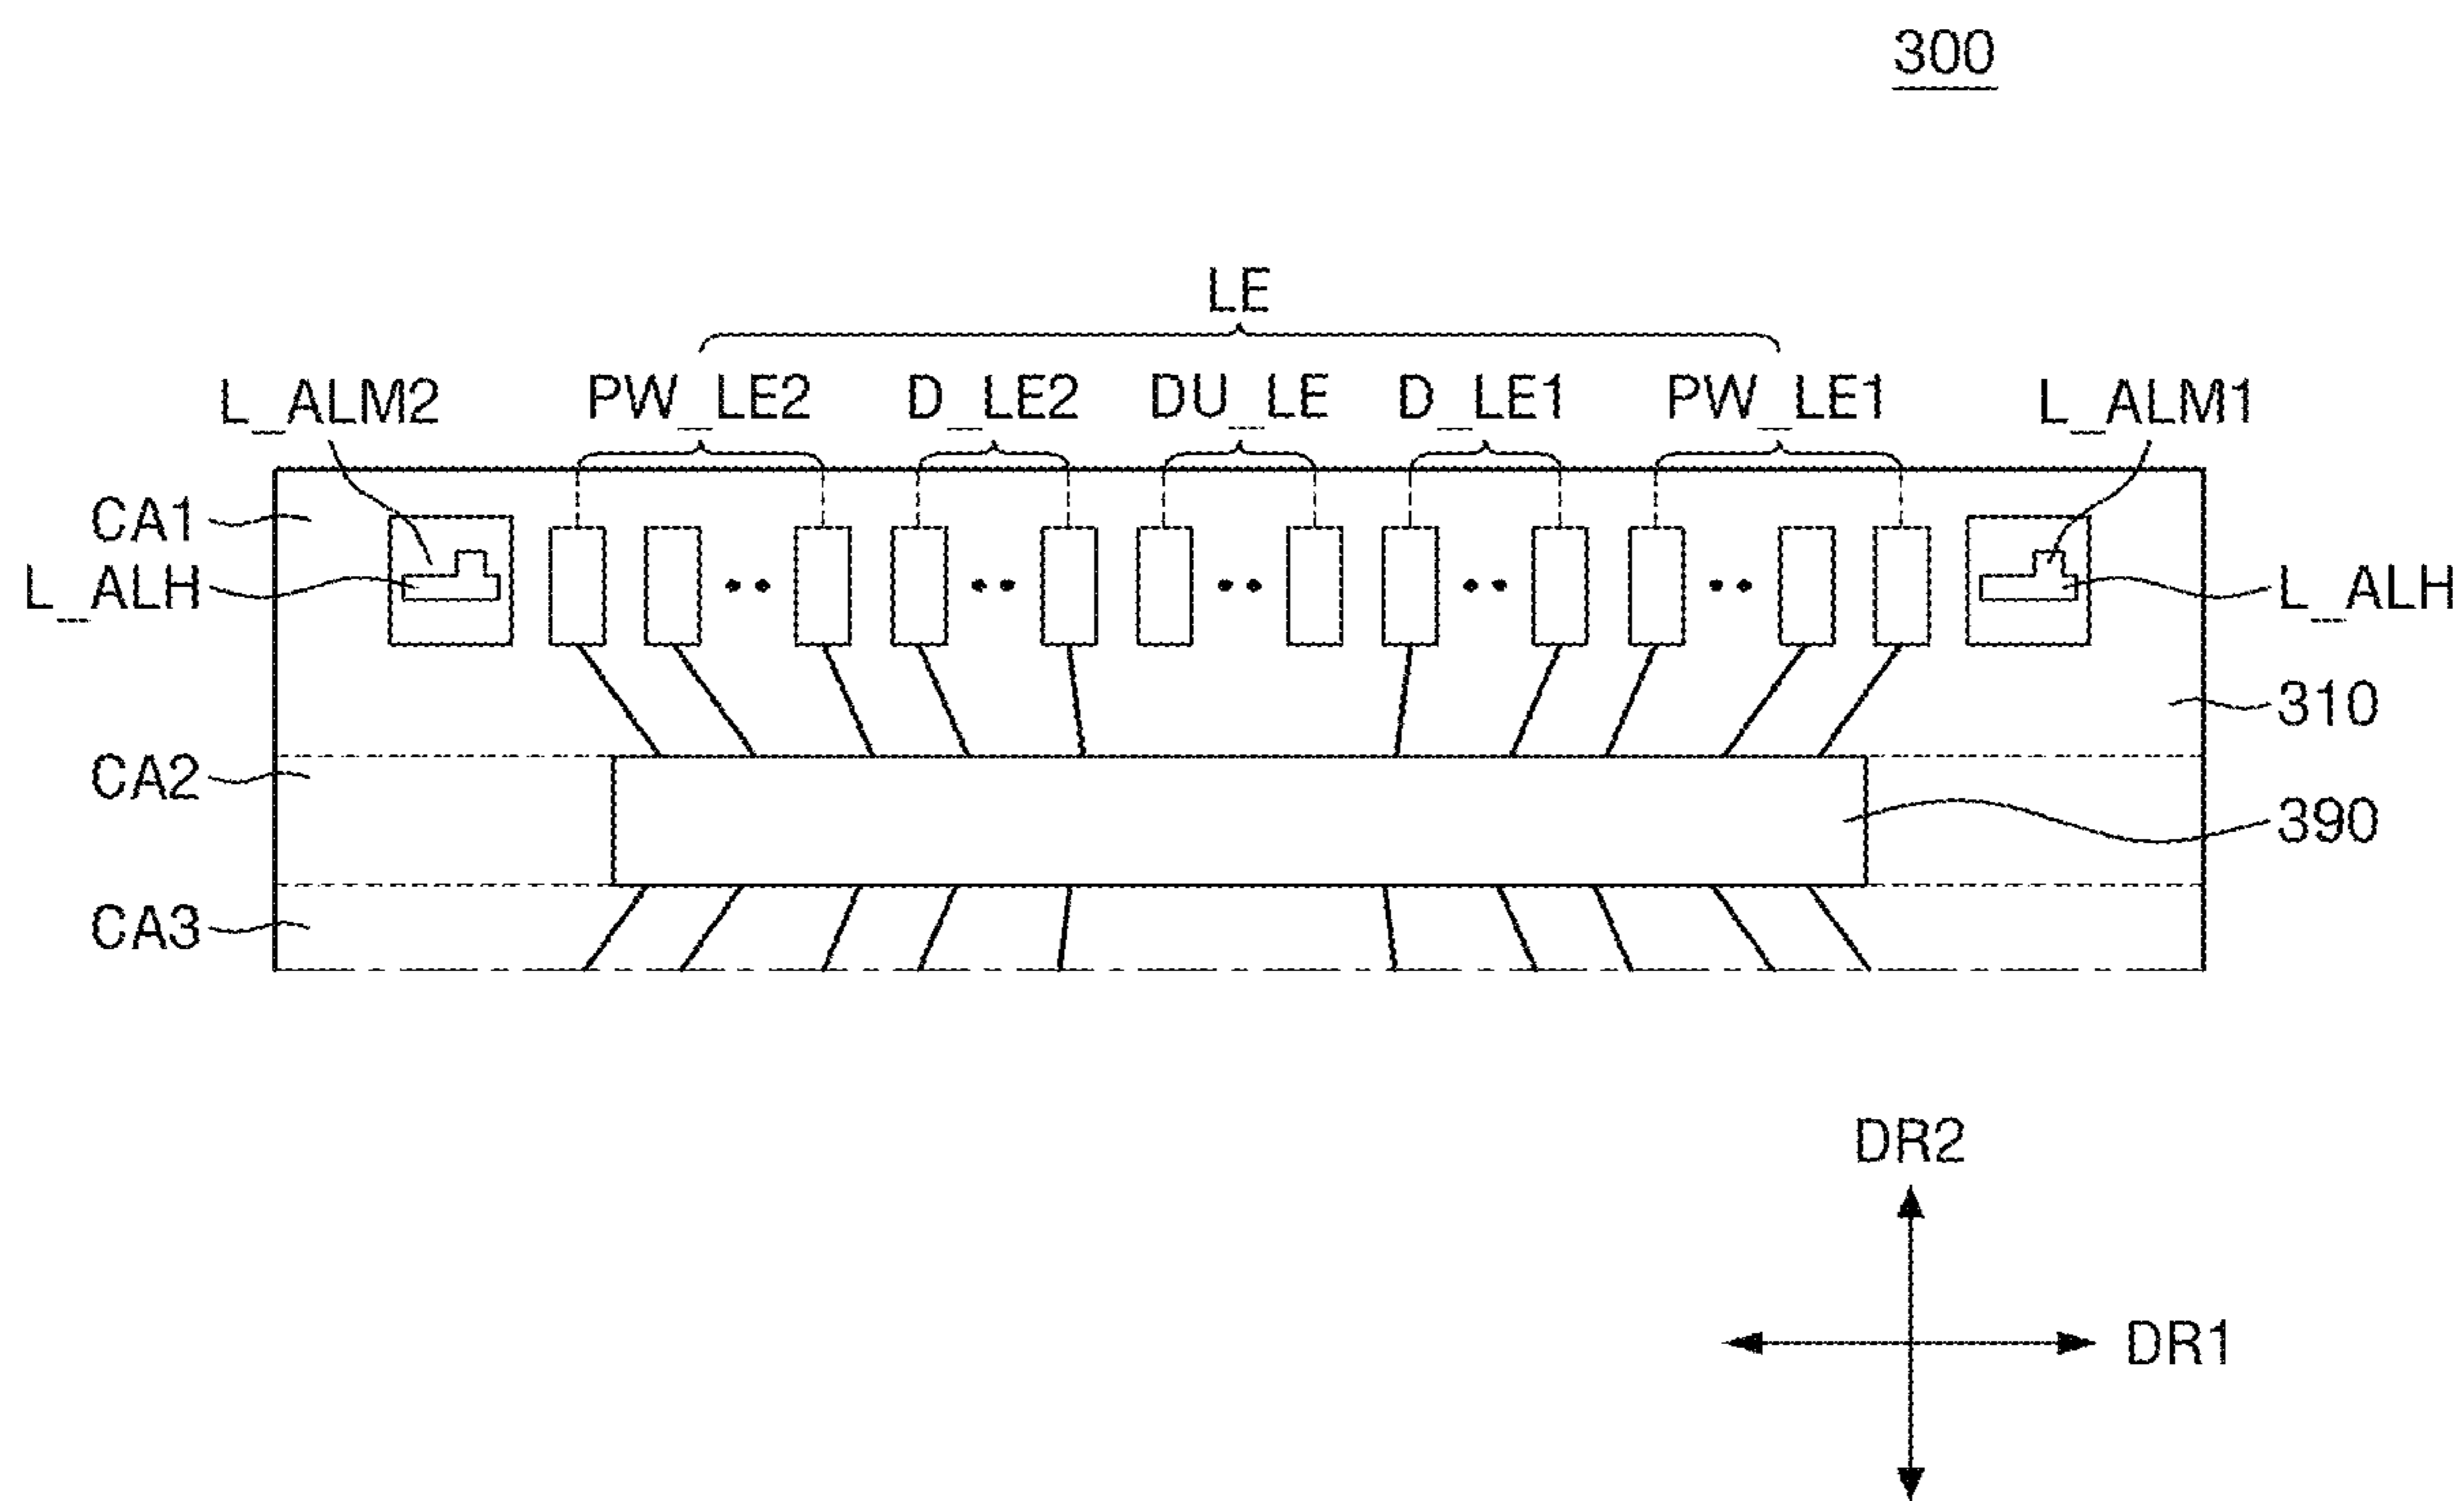 300
LE
L_ALM2 PW_LE2 D_LE2 DU_LE D_LE1 PW_LE1 L_ALM1
CA1
L_ALH L_ALH
310
CA2
390
CA3
DR2
DR1